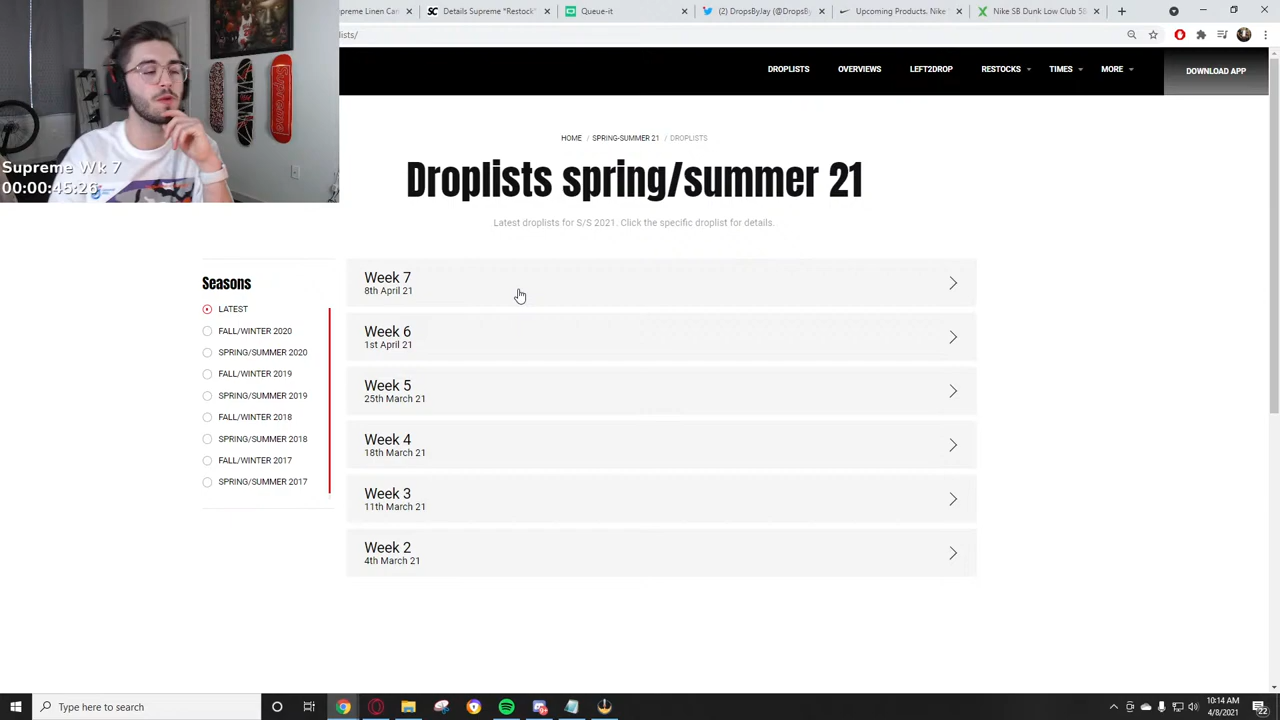 preme Linen Car
Details Supreme "Restock"
Queue-it
(2) DropsByJay (@DropsBy
Upcoming Products. Nike
Nike SB Dunk Low Club 58
lists/
DROPLISTS
OVERVIEWS
LEFT2DROP
RESTOCKS
TIMES
MORE
DOWNLOAD APP
HOME / SPRING-SUMMER 21 / DROPLISTS
Droplists spring/summer 21
Latest droplists for S/S 2021. Click the specific droplist for details.
Supreme Wk 7
00:00:45:26
Supreme
Seasons
LATEST
FALL/WINTER 2020
SPRING/SUMMER 2020
FALL/WINTER 2019
SPRING/SUMMER 2019
FALL/WINTER 2018
SPRING/SUMMER 2018
FALL/WINTER 2017
SPRING/SUMMER 2017
Week 7
8th April 21
Week 6
1st April 21
Week 5
25th March 21
Week 4
18th March 21
Week 3
11th March 21
Week 2
4th March 21
Type here to search
10:14 AM
4/8/2021
22